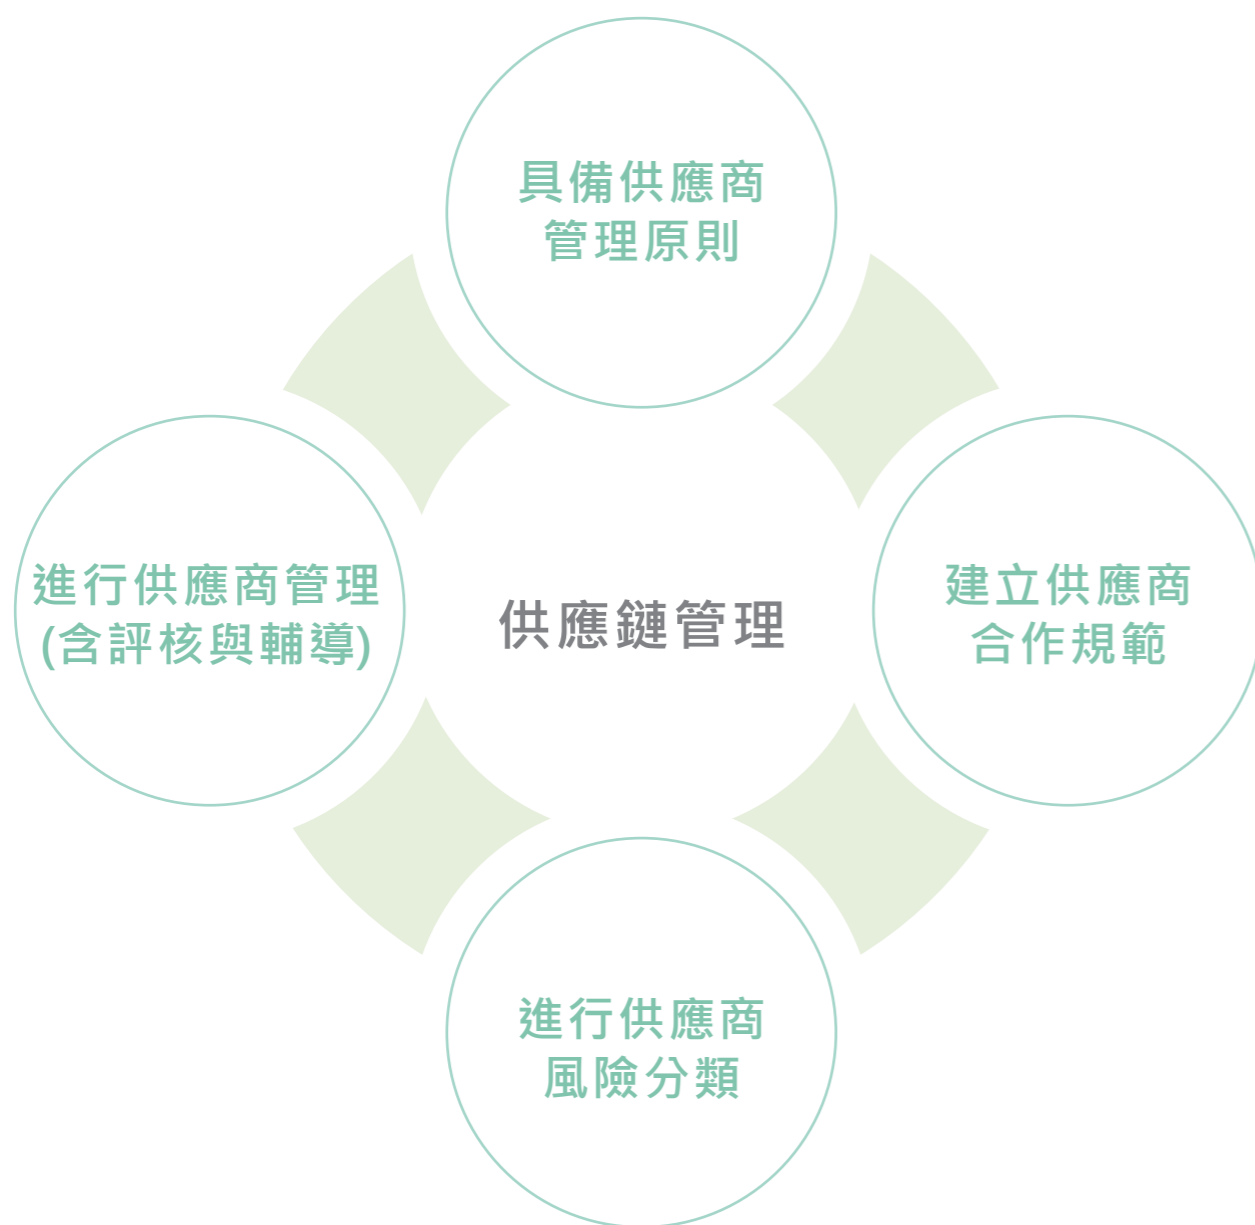 具備供應商
管理原則
進行供應商管理
(含評核與輔導)
供應鏈管理
建立供應商
合作規範
進行供應商
風險分類